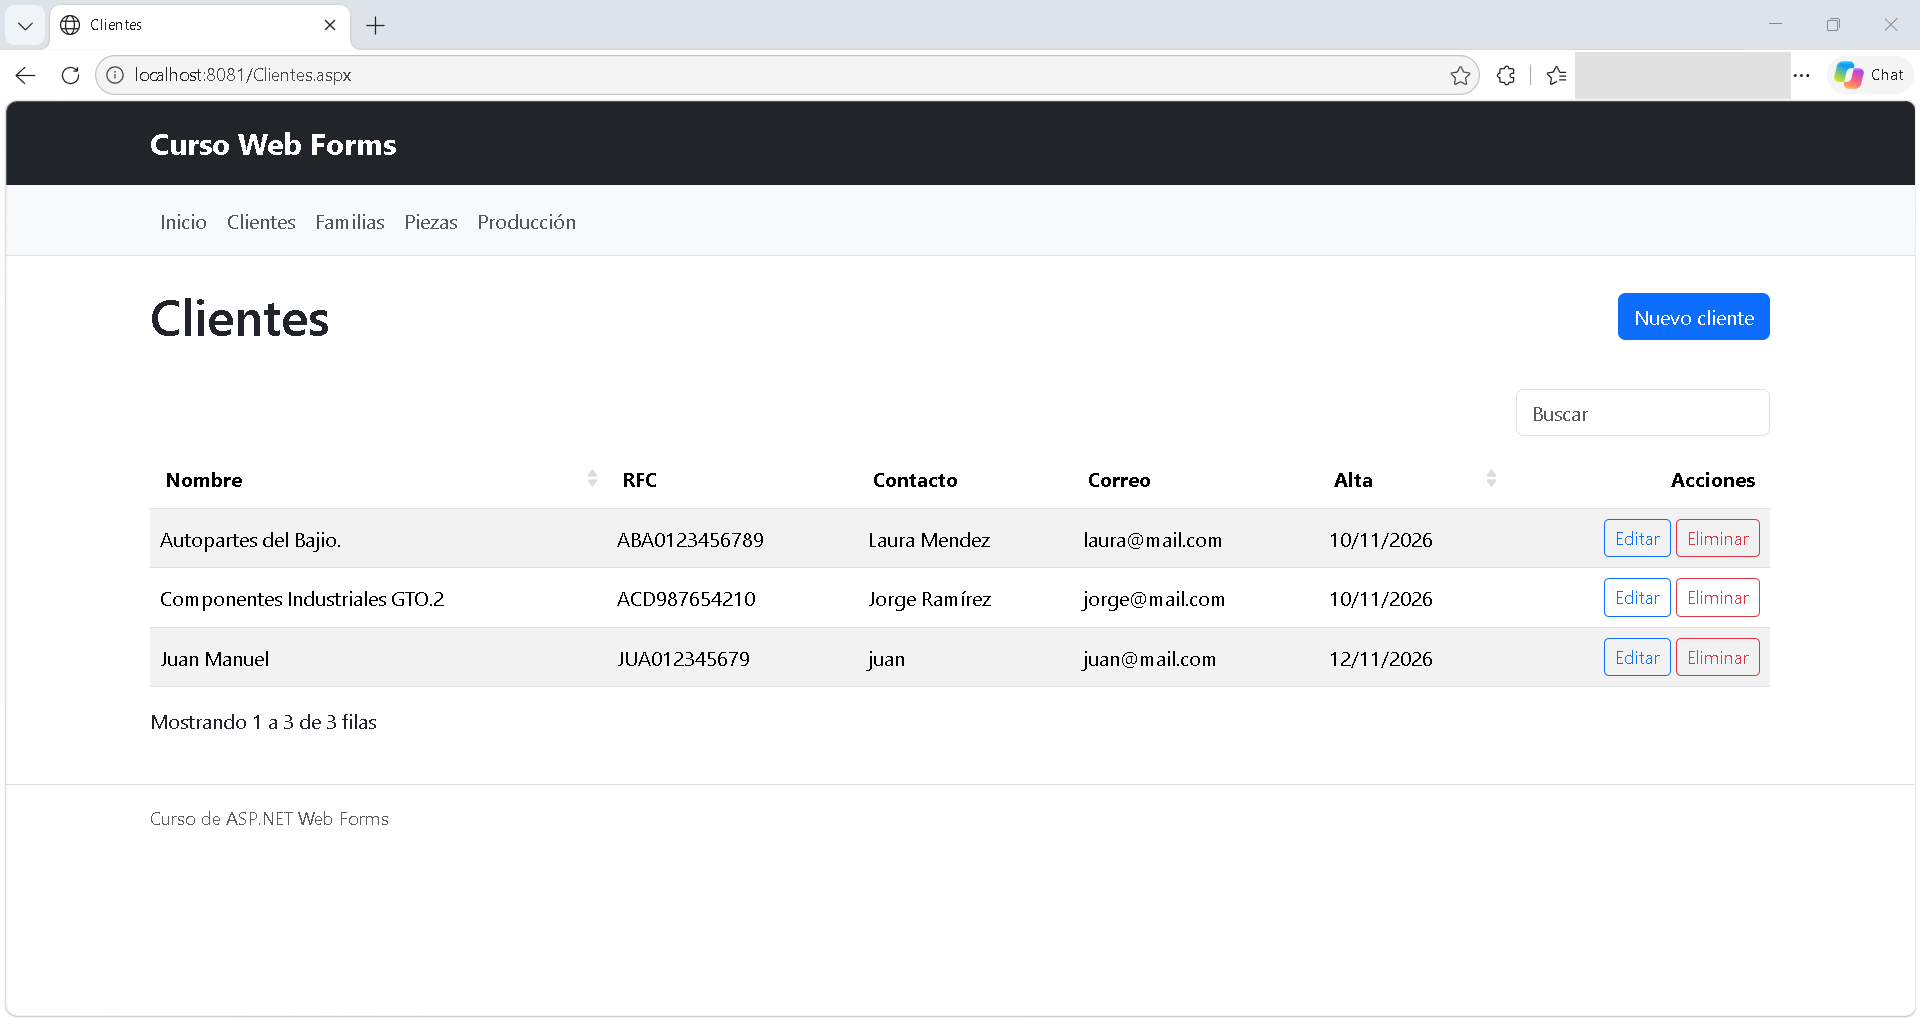 Clientes
localhost:8081/Clientes.aspx
Chat
Curso Web Forms
Inicio Clientes Familias Piezas Producción
Clientes
Nuevo cliente
Buscar
Nombre RFC Contacto Correo Alta Acciones
Autopartes del Bajio. ABA0123456789 Laura Mendez laura@mail.com 10/11/2026 Editar Eliminar
Componentes Industriales GTO.2 ACD987654210 Jorge Ramírez jorge@mail.com 10/11/2026 Editar Eliminar
Juan Manuel JUA012345679 juan juan@mail.com 12/11/2026 Editar Eliminar
Mostrando 1 a 3 de 3 filas
Curso de ASP.NET Web Forms